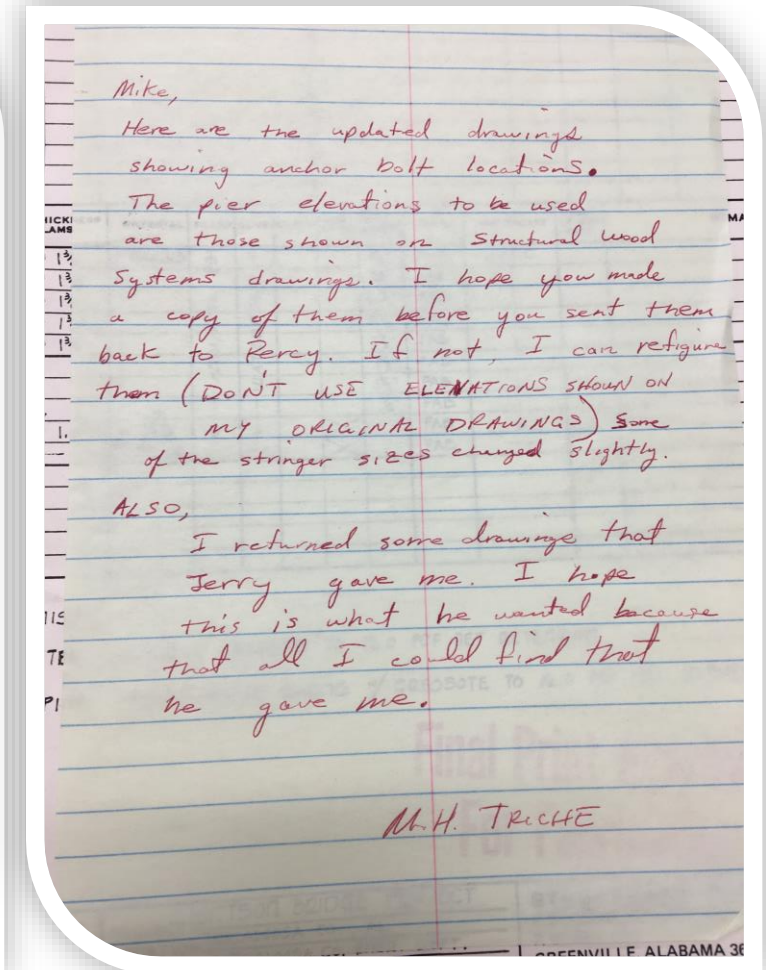 Mike,
Here are the updated drawings
showing anchor bolt locations.
The pier elevations to be used
are those shown on Structural wood
Systems drawings. I hope you made
a copy of them before you sent them
back to Percy. If not, I can refigure
them (DON'T USE ELEVATIONS SHOWN ON
MY ORIGINAL DRAWINGS) Some
of the stringer sizes changed slightly.
ALSO,
I returned some drawings that
Jerry gave me. I hope
this is what he wanted because
that all I could find that
he gave me.
Final Print
For
M.H. TRICHE
GREENVILLE ALABAMA 36